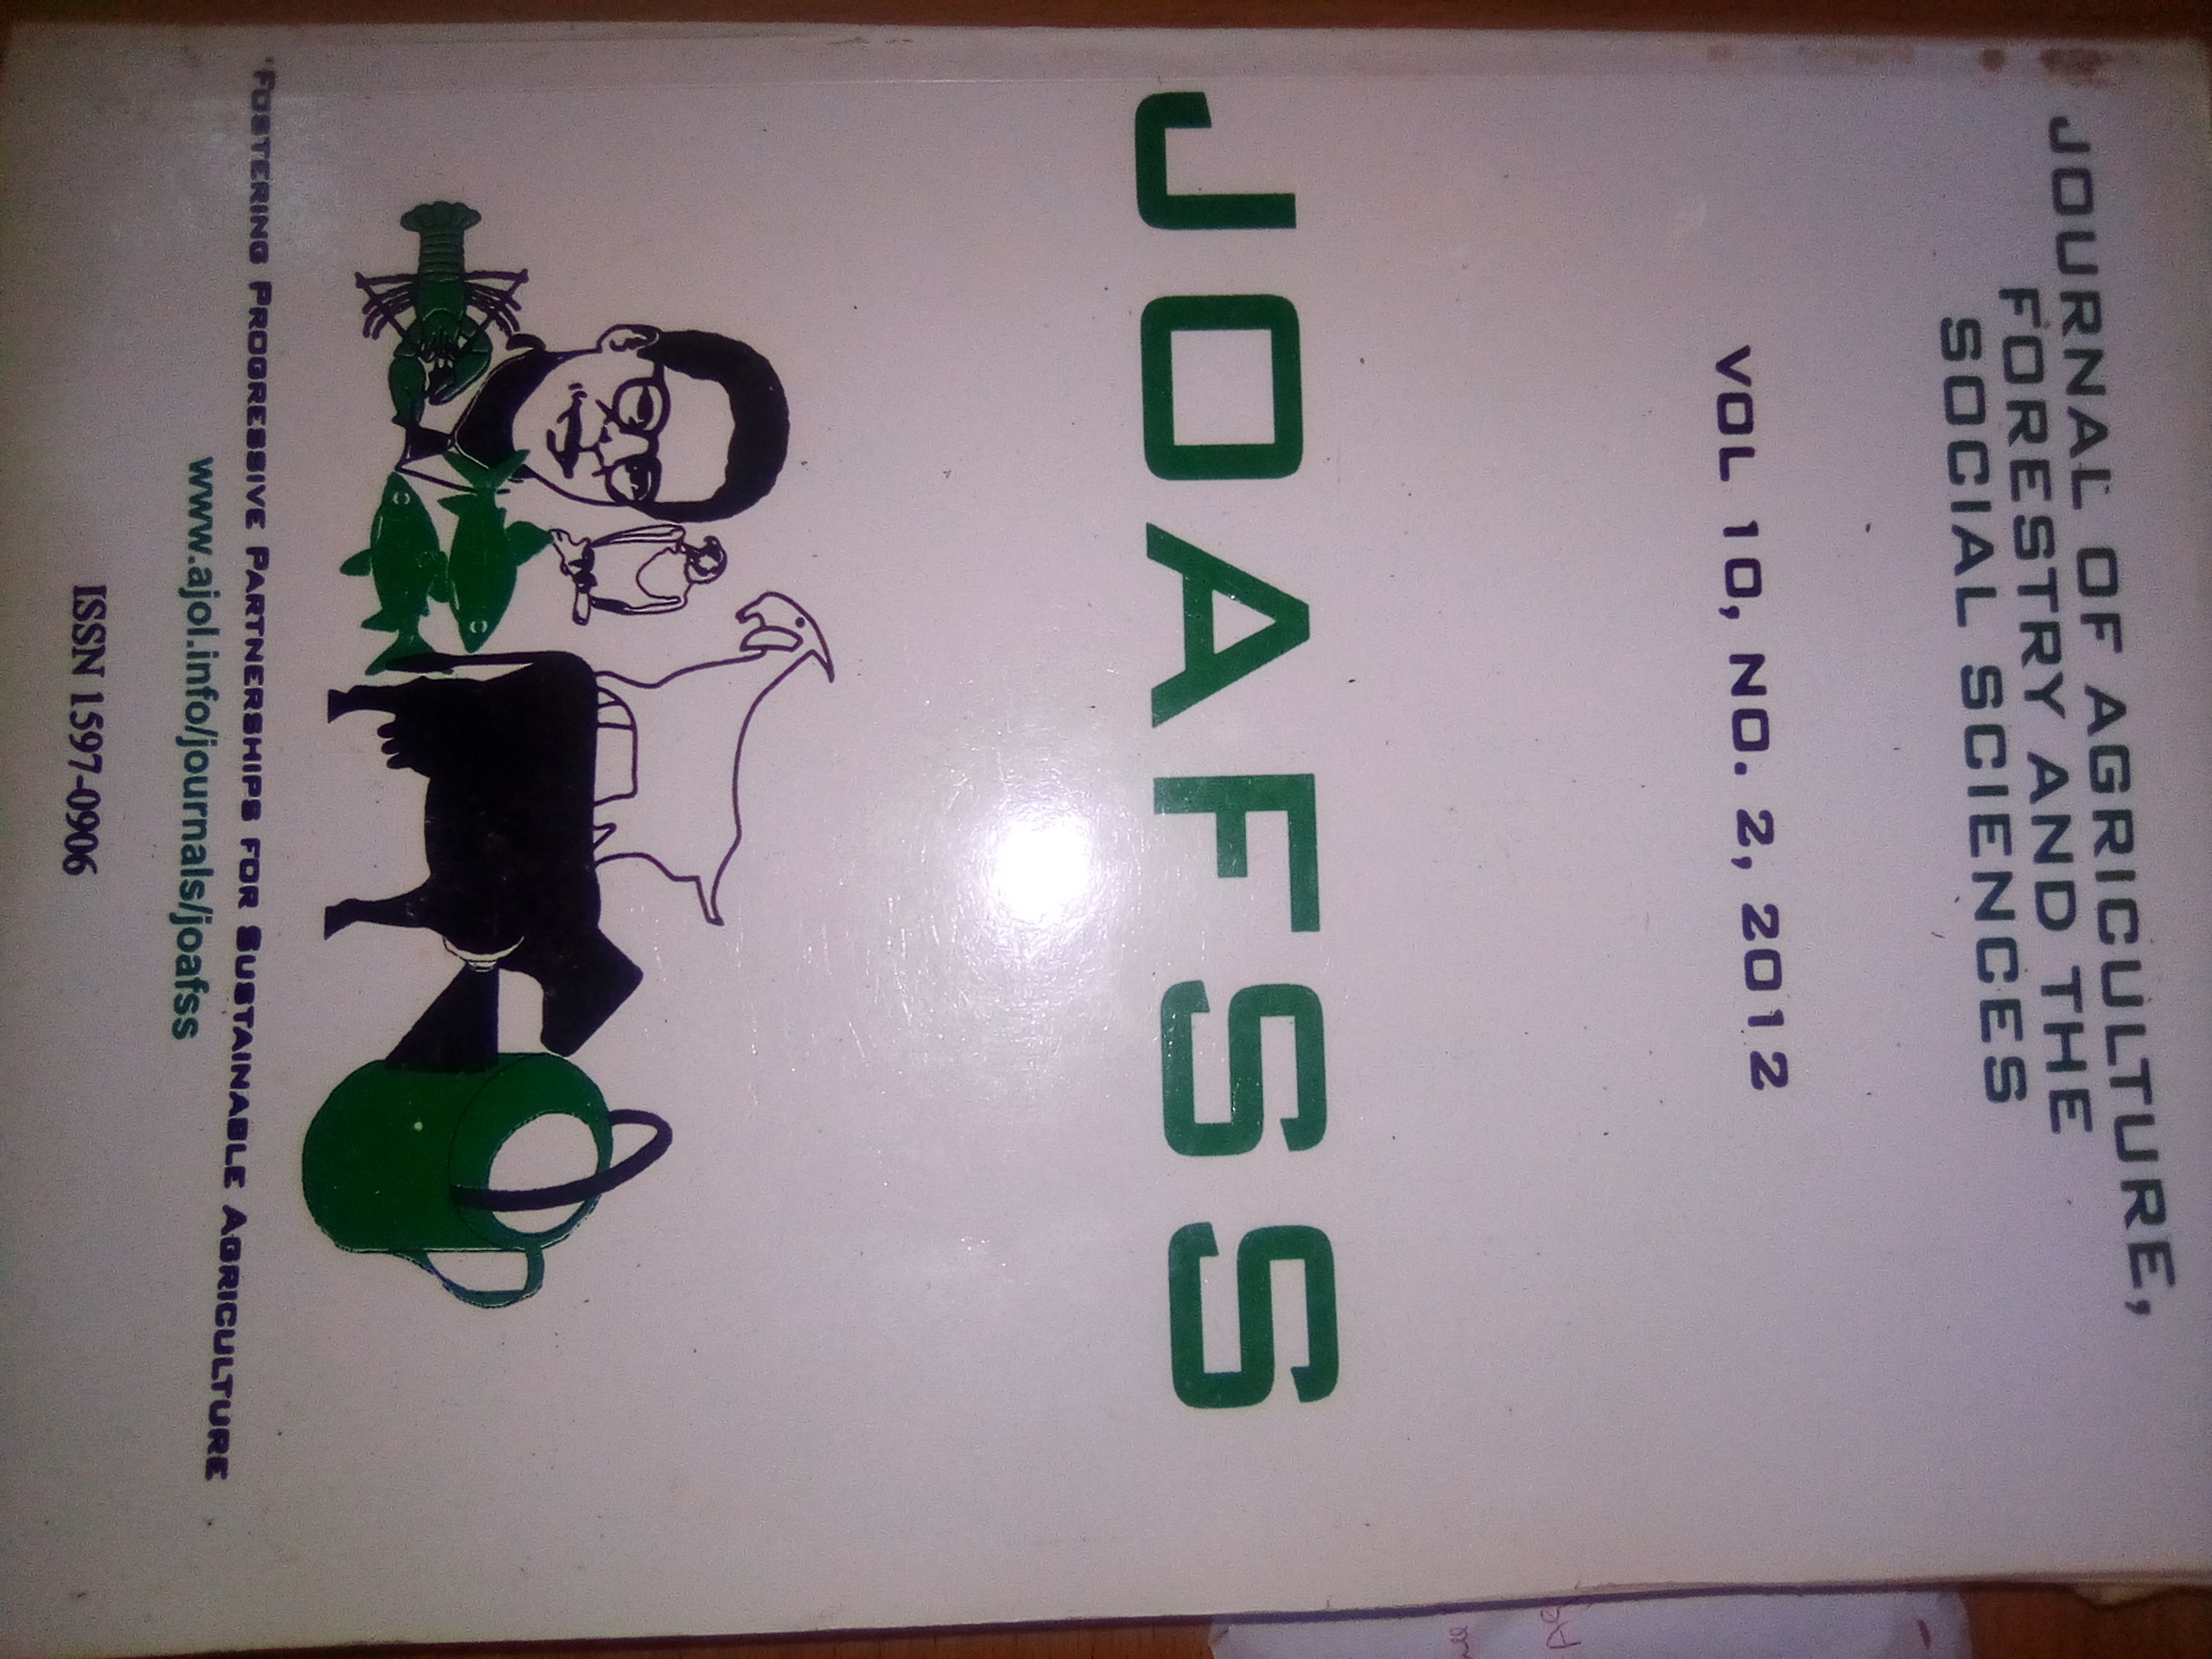 JOURNAL OF AGRICULTURE,
FORESTRY AND THE
SOCIAL SCIENCES
VOL 10, NO. 2, 2012
JOAFSS
'FOSTERING PROGRESSIVE PARTNERSHIPS FOR SUSTAINABLE AGRICULTURE
www.ajol.info/journals/joafss
ISSN 1597-0906